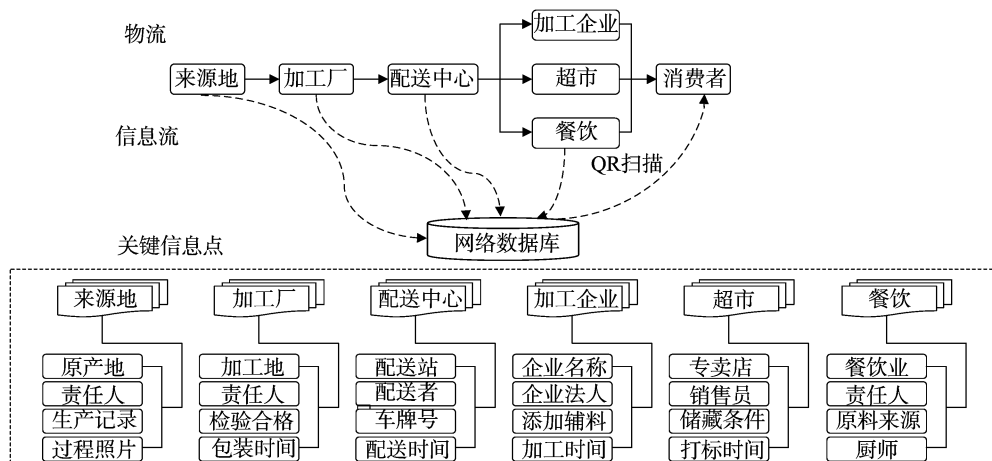 物流
加工企业
来源地
加工厂
配送中心
超市
消费者
信息流
餐饮
QR扫描
网络数据库
关键信息点
来源地
加工厂
配送中心
加工企业
超市
餐饮
原产地
责任人
生产记录
过程照片
加工地
责任人
检验合格
包装时间
配送站
配送者
车牌号
配送时间
企业名称
企业法人
添加辅料
加工时间
专卖店
销售员
储藏条件
打标时间
餐饮业
责任人
原料来源
厨师